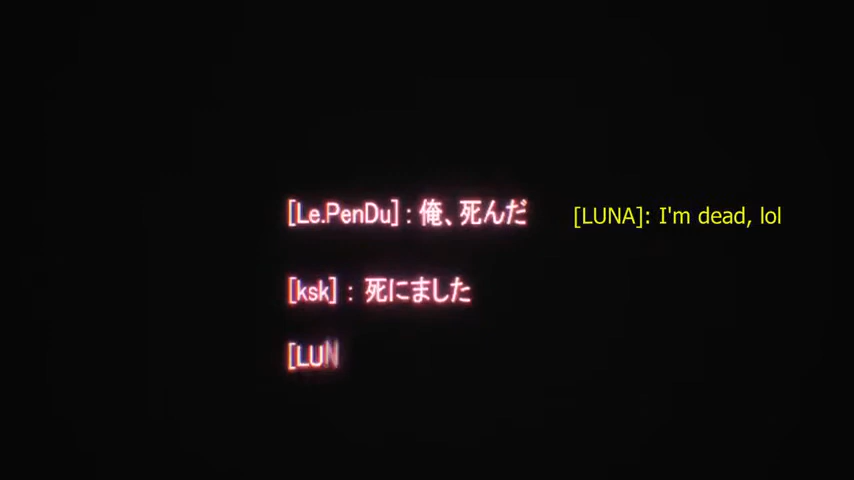 [Le.PenDu] : 俺、死んだ
[LUNA]: I'm dead, lol
[ksk] : 死にました
[LUN